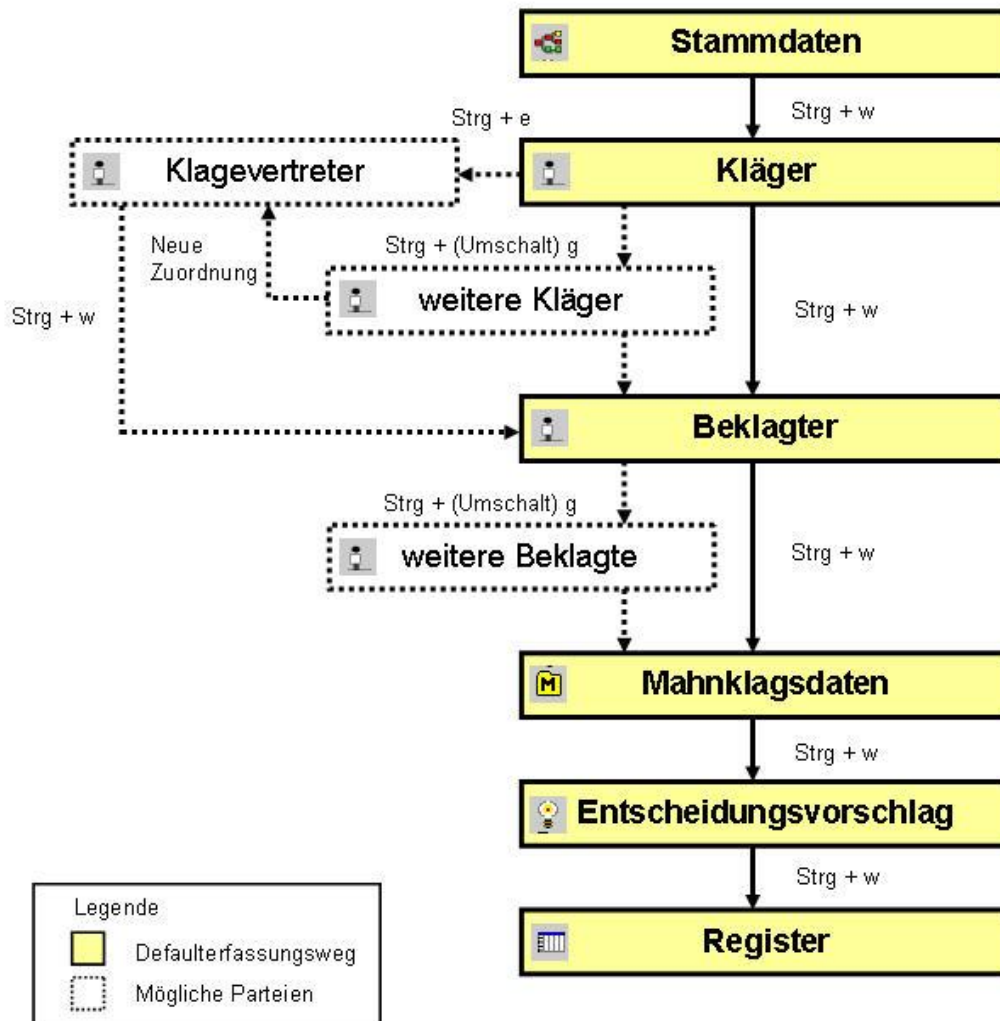 Stammdaten
Strg + w
Strg + e
Klagevertreter
Kläger
Neue
Zuordnung
Strg + (Umschalt) g
weitere Kläger
Strg + w
Strg + w
Beklagter
Strg + (Umschalt) g
weitere Beklagte
Strg + w
M
Mahnklagsdaten
Strg + w
Entscheidungsvorschlag
Strg + w
Register
Legende
Defaulterfassungsweg
Mögliche Parteien